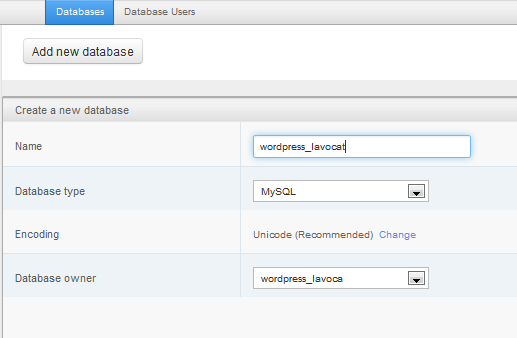 Databases Database Users
Add new database
Create a new database
Name wordpress_lavocat
Database type MySQL
Encoding Unicode (Recommended) Change
Database owner wordpress_lavoca